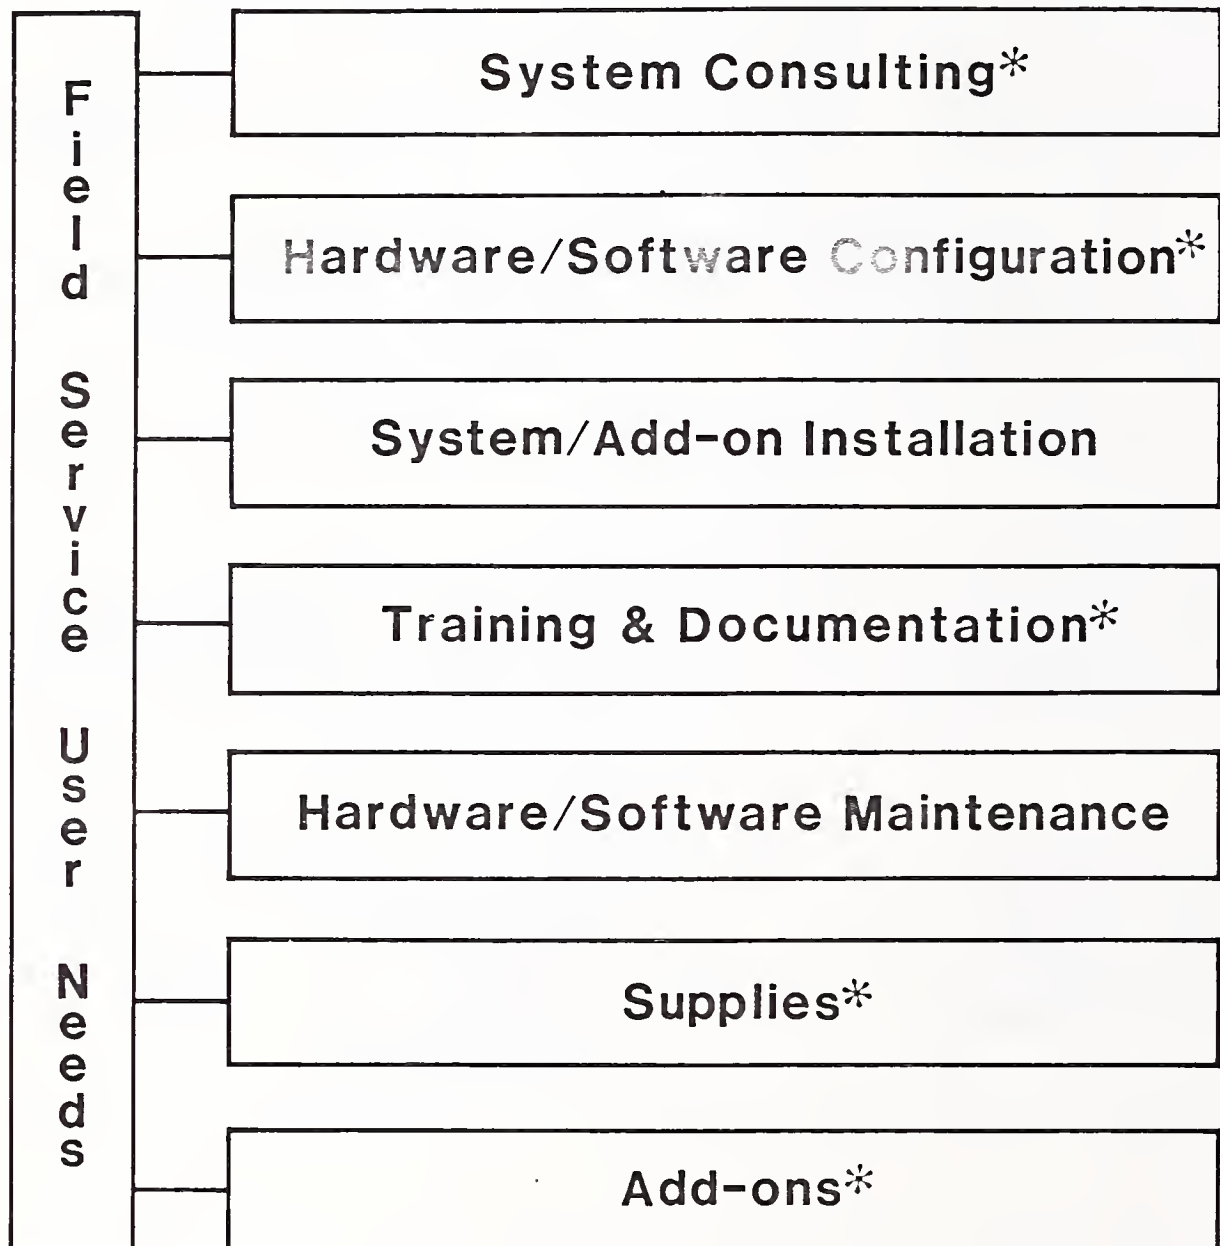 Field Service User Needs
System Consulting*
Hardware/Software Configuration*
System/Add-on Installation
Training & Documentation*
Hardware/Software Maintenance
Supplies*
Add-ons*